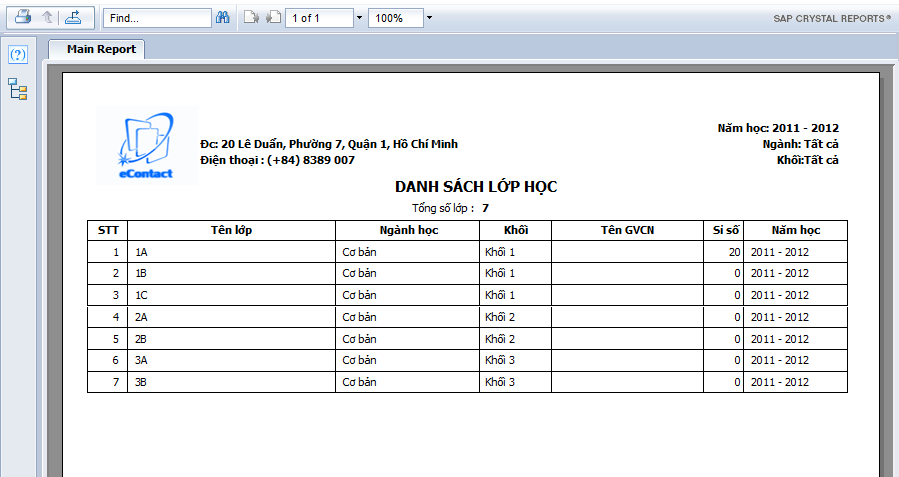 Find...
1 of 1
100%
SAP CRYSTAL REPORTS®
(?)
Main Report
eContact
Đc: 20 Lê Duẩn, Phường 7, Quận 1, Hồ Chí Minh
Điện thoại : (+84) 8389 007
Năm học: 2011 - 2012
Ngành: Tất cả
Khối:Tất cả
DANH SÁCH LỚP HỌC
Tổng số lớp : 7
STT Tên lớp Ngành học Khối Tên GVCN Sỉ số Năm học
1 1A Cơ bản Khối 1 20 2011 - 2012
2 1B Cơ bản Khối 1 0 2011 - 2012
3 1C Cơ bản Khối 1 0 2011 - 2012
4 2A Cơ bản Khối 2 0 2011 - 2012
5 2B Cơ bản Khối 2 0 2011 - 2012
6 3A Cơ bản Khối 3 0 2011 - 2012
7 3B Cơ bản Khối 3 0 2011 - 2012